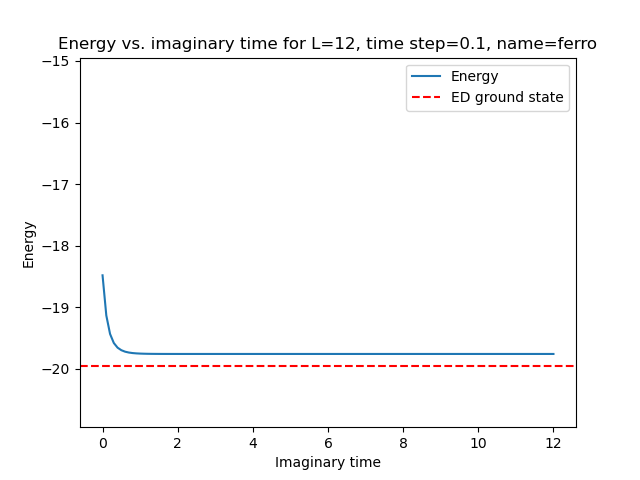 Energy vs. imaginary time for L=12, time step=0.1, name=ferro
Energy
ED ground state
−15
−16
−17
−18
−19
−20
Energy
0 2 4 6 8 10 12
Imaginary time